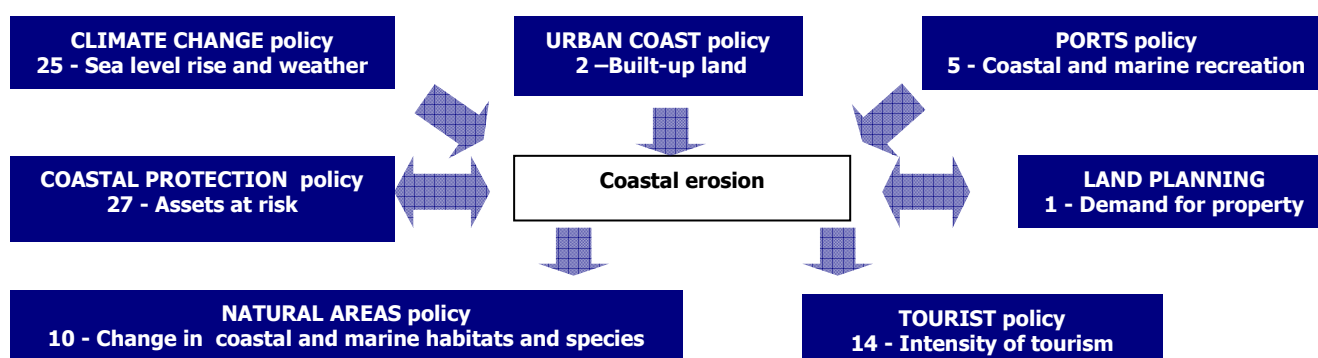 CLIMATE CHANGE policy
25 - Sea level rise and weather
URBAN COAST policy
2 –Built-up land
PORTS policy
5 - Coastal and marine recreation
COASTAL PROTECTION policy
27 - Assets at risk
Coastal erosion
LAND PLANNING
1 - Demand for property
NATURAL AREAS policy
10 - Change in coastal and marine habitats and species
TOURIST policy
14 - Intensity of tourism